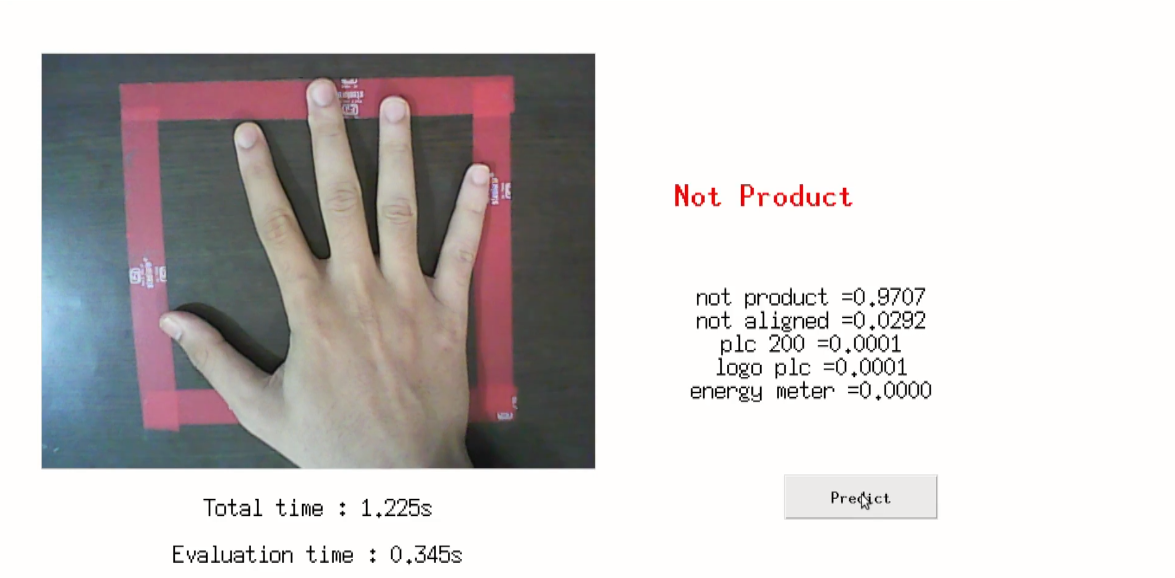 Not Product
not product =0.9707
not aligned =0.0292
plc 200 =0.0001
logo plc =0.0001
energy meter =0.0000
Predict
Total time : 1.225s
Evaluation time : 0.345s